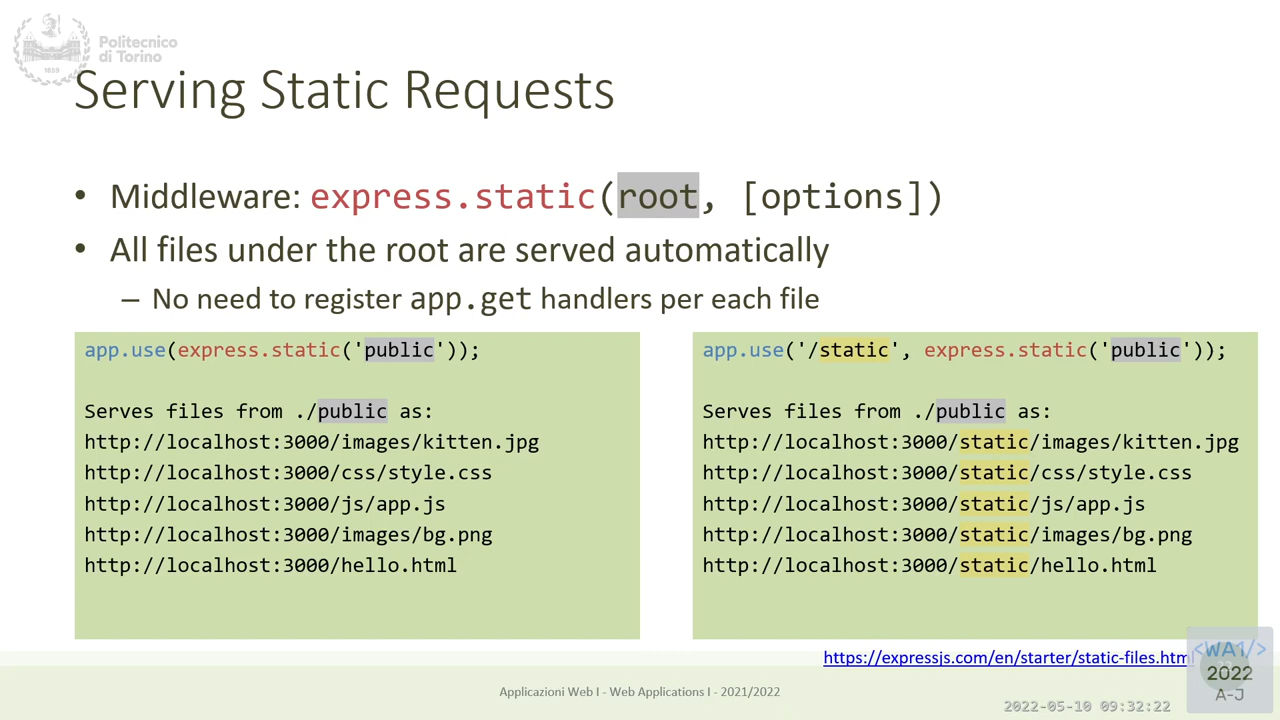 Politecnico
di Torino
1859
Serving Static Requests
• Middleware: express.static(root, [options])
• All files under the root are served automatically
– No need to register app.get handlers per each file
app.use(express.static('public'));
Serves files from ./public as:
http://localhost:3000/images/kitten.jpg
http://localhost:3000/css/style.css
http://localhost:3000/js/app.js
http://localhost:3000/images/bg.png
http://localhost:3000/hello.html
app.use('/static', express.static('public'));
Serves files from ./public as:
http://localhost:3000/static/images/kitten.jpg
http://localhost:3000/static/css/style.css
http://localhost:3000/static/js/app.js
http://localhost:3000/static/images/bg.png
http://localhost:3000/static/hello.html
https://expressjs.com/en/starter/static-files.html
Applicazioni Web I - Web Applications I - 2021/2022
<WA1/>
2022
A-J
2022-05-10 09:32:22